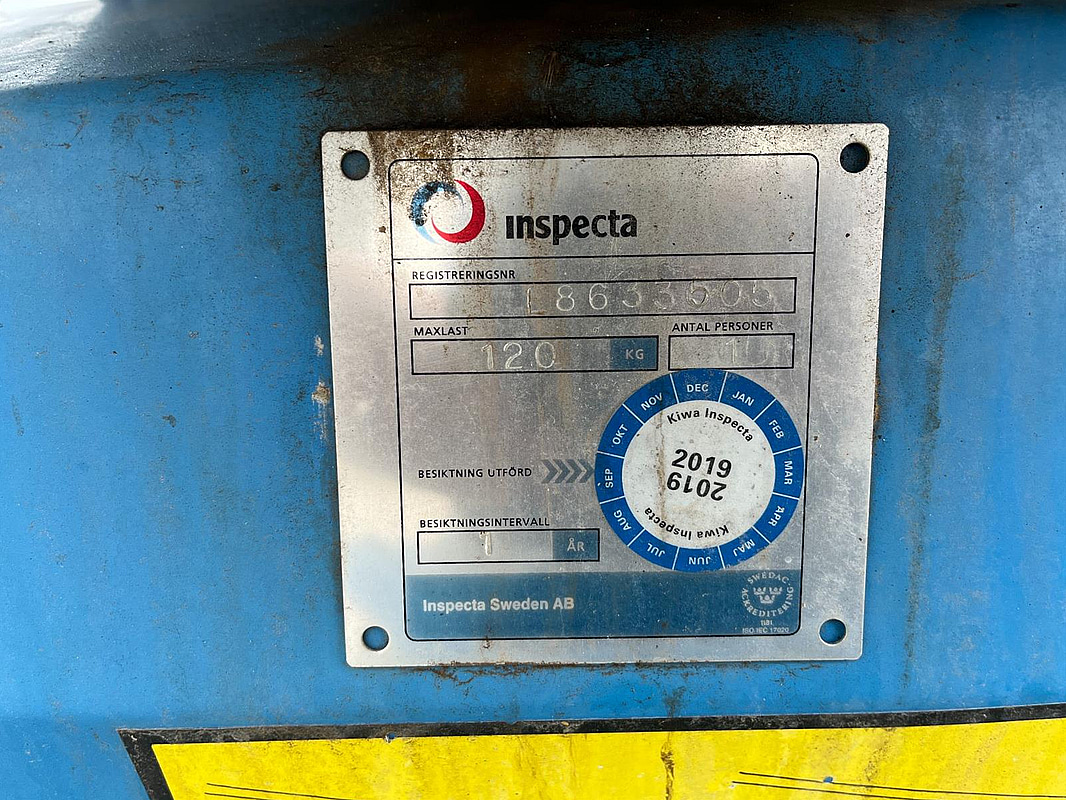 inspecta
REGISTRERINGSNR
MAXLAST
ANTAL PERSONER
120 KG
1
DEC
JAN
FEB
MAR
APR
MAJ
JUN
JUL
AUG
SEP
OKT
NOV
Kiwa Inspecta
2019
2019
Kiwa Inspecta
BESIKTNING UTFÖRD
BESIKTNINGSINTERVALL
1 ÅR
Inspecta Sweden AB
SWEDAC
ACKREDITERING
ISO/IEC 17020